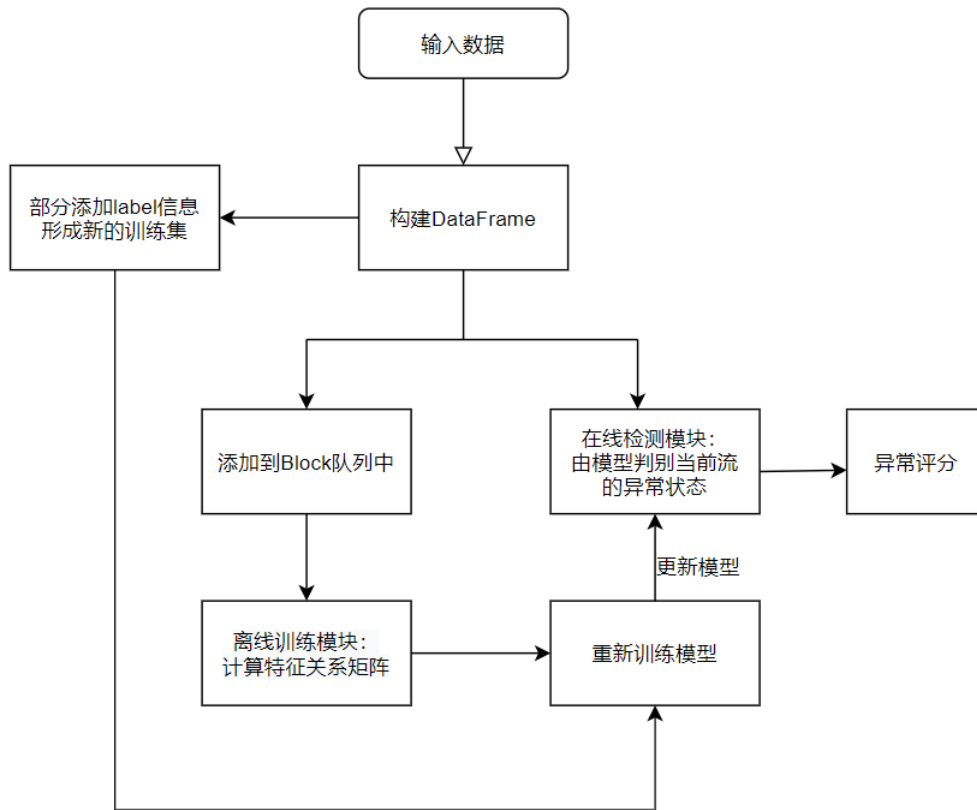 输入数据
部分添加label信息
形成新的训练集
构建DataFrame
添加到Block队列中
在线检测模块：
由模型判别当前流
的异常状态
异常评分
更新模型
离线训练模块：
计算特征关系矩阵
重新训练模型